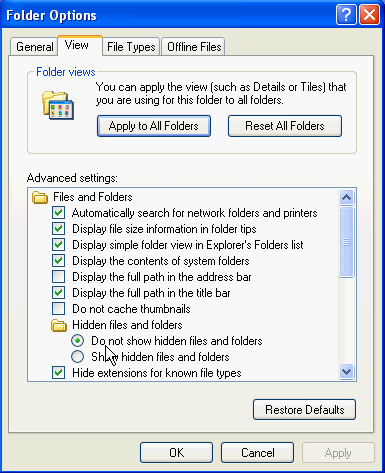 Folder Options
General
View
File Types
Offline Files
Folder views
You can apply the view (such as Details or Tiles) that
you are using for this folder to all folders.
Apply to All Folders
Reset All Folders
Advanced settings:
Files and Folders
Automatically search for network folders and printers
Display file size information in folder tips
Display simple folder view in Explorer's Folders list
Display the contents of system folders
Display the full path in the address bar
Display the full path in the title bar
Do not cache thumbnails
Hidden files and folders
Do not show hidden files and folders
Show hidden files and folders
Hide extensions for known file types
Restore Defaults
OK
Cancel
Apply